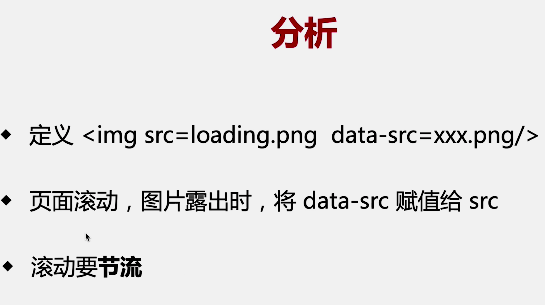 分析
定义 <img src=loading.png data-src=xxx.png/>
页面滚动，图片露出时，将 data-src 赋值给 src
滚动要节流